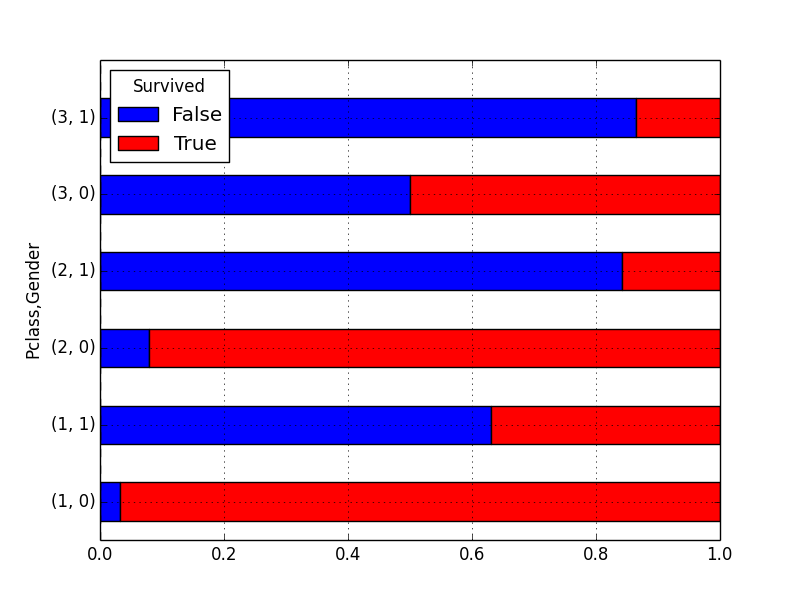 Survived
False
True
(3, 1)
(3, 0)
(2, 1)
(2, 0)
(1, 1)
(1, 0)
Pclass,Gender
0.0 0.2 0.4 0.6 0.8 1.0